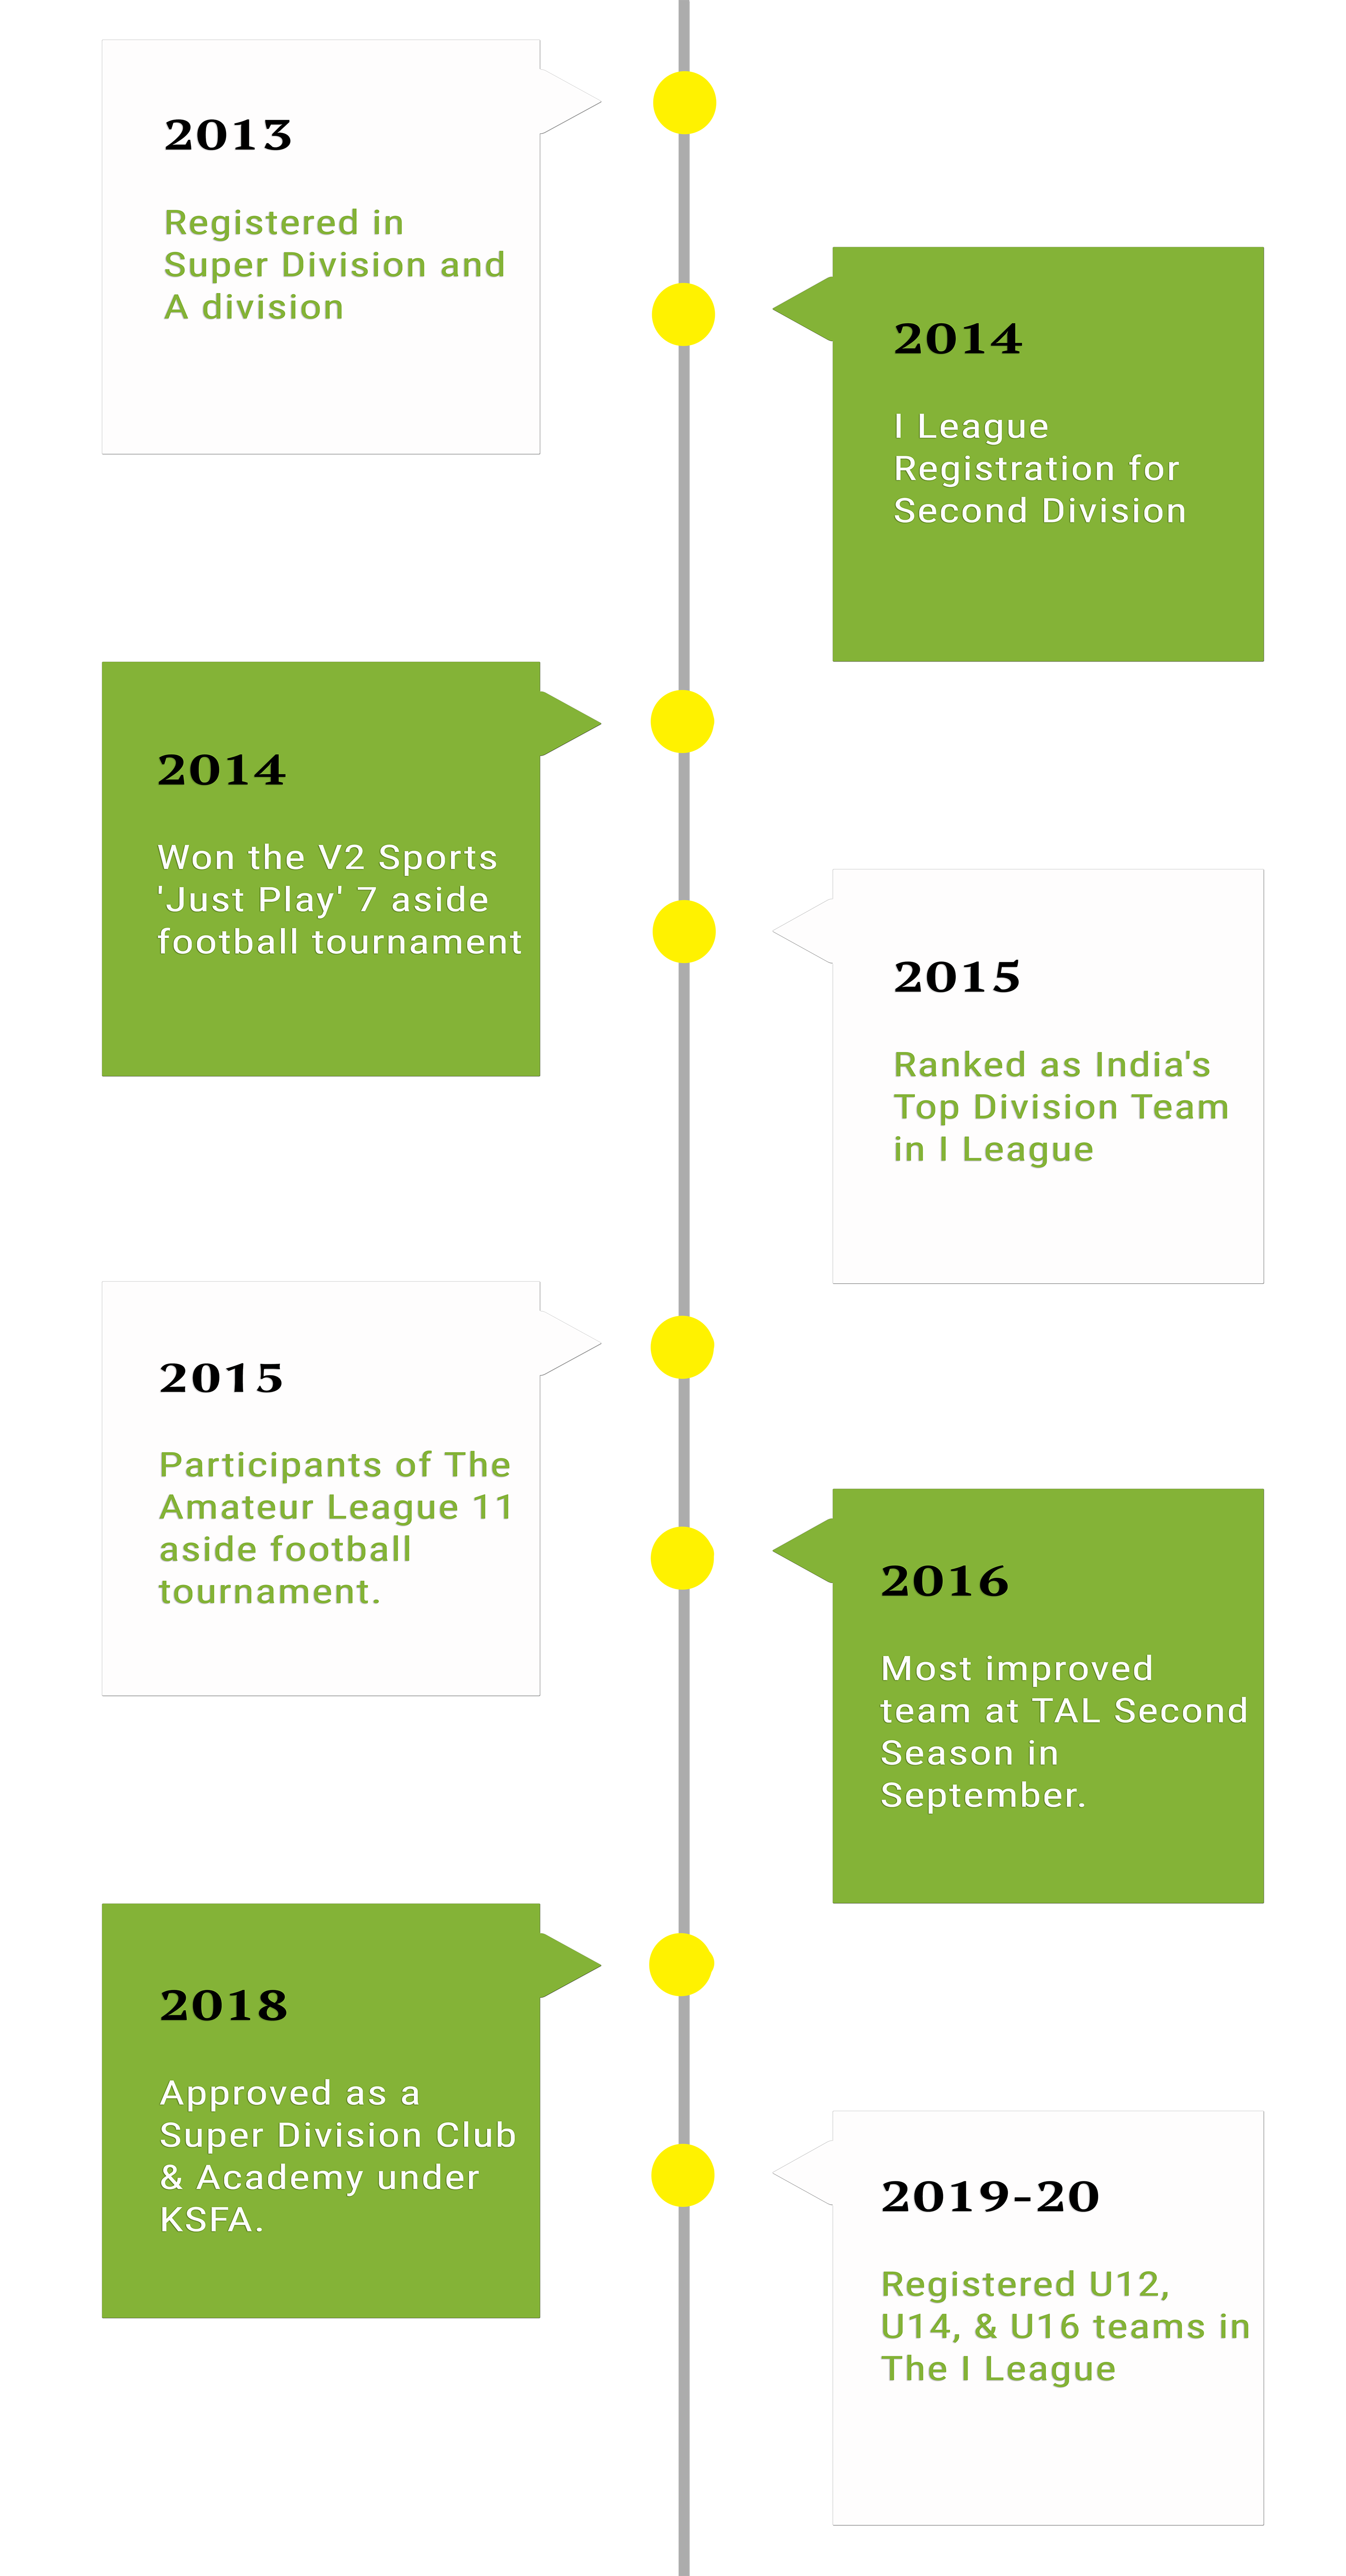 2013
Registered in
Super Division and
A division
2014
I League
Registration for
Second Division
2014
Won the V2 Sports
'Just Play' 7 aside
football tournament
2015
Ranked as India's
Top Division Team
in I League
2015
Participants of The
Amateur League 11
aside football
tournament.
2016
Most improved
team at TAL Second
Season in
September.
2018
Approved as a
Super Division Club
& Academy under
KSFA.
2019-20
Registered U12,
U14, & U16 teams in
The I League